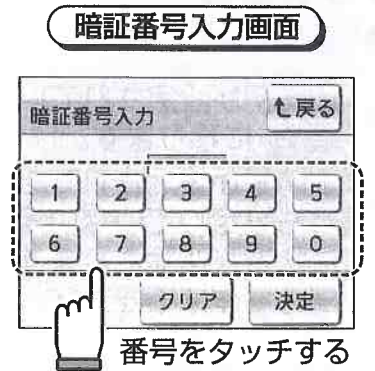 暗証番号入力画面
暗証番号入力
戻る
1 2 3 4 5
6 7 8 9 0
クリア 決定
番号をタッチする